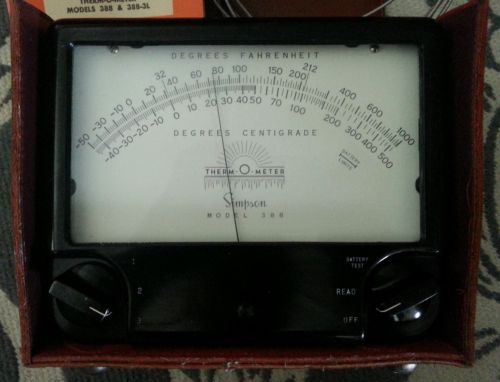 THERM-O-METER
MODELS 388 & 388-3L
DEGREES FAHRENHEIT
-50 -30 -10 0 20 32 40 60 80 100 150 200 212 400 600 1000
-40 -30 -20 -10 0 10 20 30 40 50 70 100 200 300 400 500
DEGREES CENTIGRADE
BATTERY
LIMITS
THERM-O-METER
Simpson
MODEL 388
BATTERY
TEST
1
2
READ
3
OFF